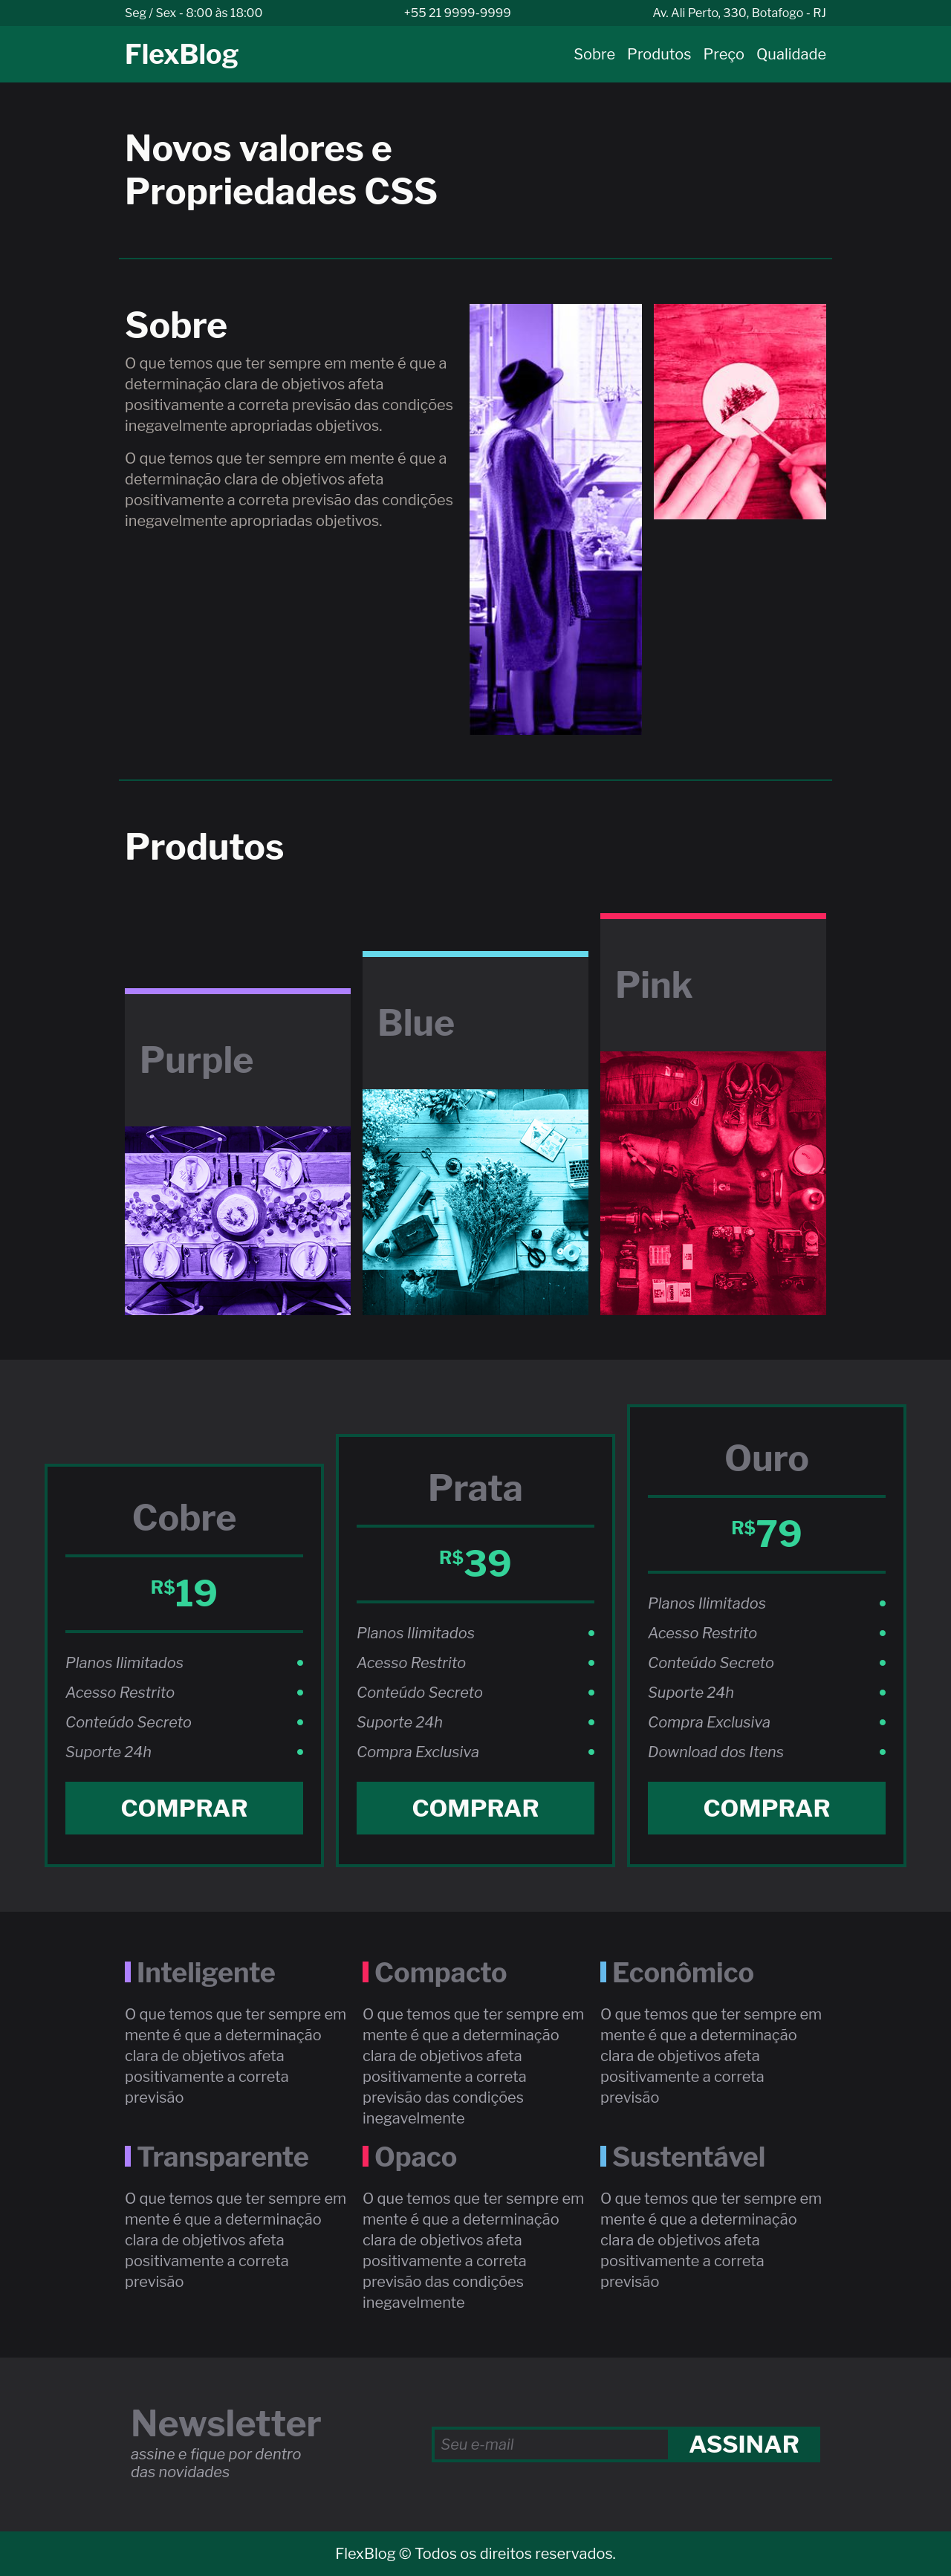 Seg / Sex - 8:00 às 18:00
+55 21 9999-9999
Av. Ali Perto, 330, Botafogo - RJ
FlexBlog
Sobre Produtos Preço Qualidade
Novos valores e
Propriedades CSS
Sobre
O que temos que ter sempre em mente é que a
determinação clara de objetivos afeta
positivamente a correta previsão das condições
inegavelmente apropriadas objetivos.
O que temos que ter sempre em mente é que a
determinação clara de objetivos afeta
positivamente a correta previsão das condições
inegavelmente apropriadas objetivos.
Produtos
Purple
Blue
Pink
Cobre
R$19
Planos Ilimitados
Acesso Restrito
Conteúdo Secreto
Suporte 24h
COMPRAR
Prata
R$39
Planos Ilimitados
Acesso Restrito
Conteúdo Secreto
Suporte 24h
Compra Exclusiva
COMPRAR
Ouro
R$79
Planos Ilimitados
Acesso Restrito
Conteúdo Secreto
Suporte 24h
Compra Exclusiva
Download dos Itens
COMPRAR
Inteligente
O que temos que ter sempre em
mente é que a determinação
clara de objetivos afeta
positivamente a correta
previsão
Compacto
O que temos que ter sempre em
mente é que a determinação
clara de objetivos afeta
positivamente a correta
previsão das condições
inegavelmente
Econômico
O que temos que ter sempre em
mente é que a determinação
clara de objetivos afeta
positivamente a correta
previsão
Transparente
O que temos que ter sempre em
mente é que a determinação
clara de objetivos afeta
positivamente a correta
previsão
Opaco
O que temos que ter sempre em
mente é que a determinação
clara de objetivos afeta
positivamente a correta
previsão das condições
inegavelmente
Sustentável
O que temos que ter sempre em
mente é que a determinação
clara de objetivos afeta
positivamente a correta
previsão
Newsletter
assine e fique por dentro
das novidades
Seu e-mail
ASSINAR
FlexBlog © Todos os direitos reservados.